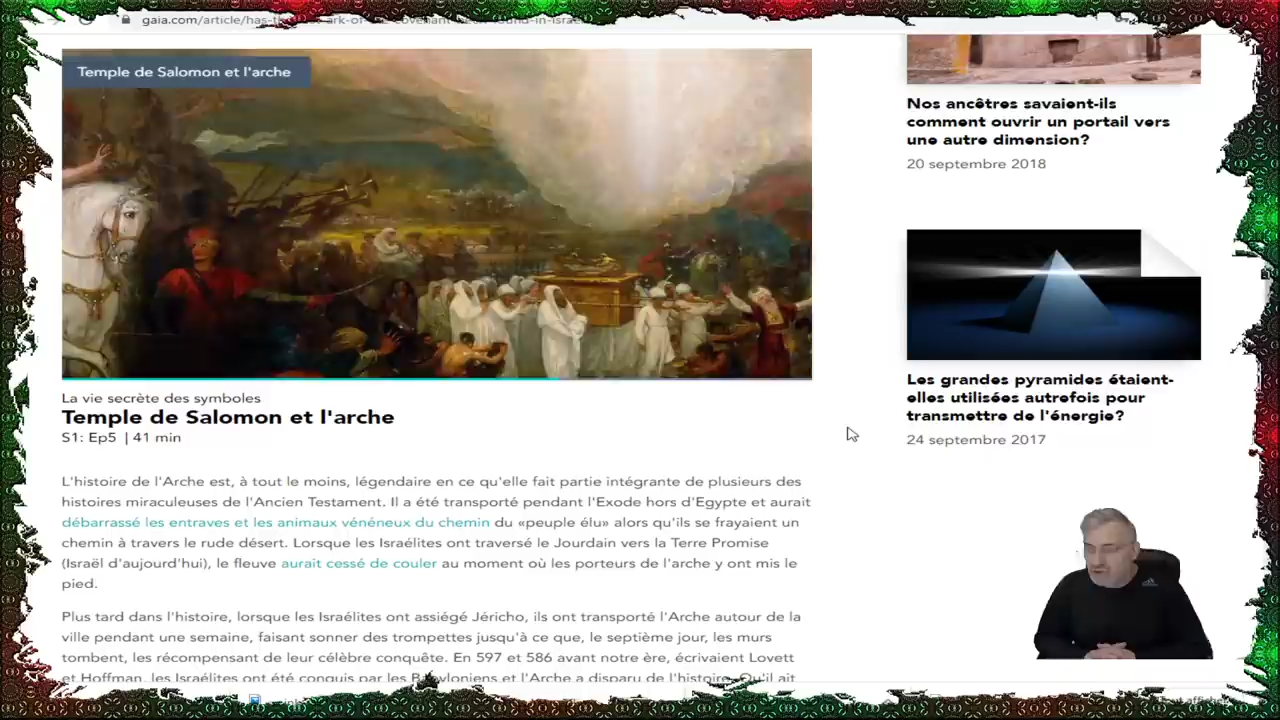 gaia.com/article/has-th
ark-of
covenant
Temple de Salomon et l'arche
La vie secrète des symboles
Temple de Salomon et l'arche
S1: Ep5 | 41 min
L'histoire de l'Arche est, à tout le moins, légendaire en ce qu'elle fait partie intégrante de plusieurs des
histoires miraculeuses de l'Ancien Testament. Il a été transporté pendant l'Exode hors d'Egypte et aurait
débarrassé les entraves et les animaux vénéneux du chemin du «peuple élu» alors qu'ils se frayaient un
chemin à travers le rude désert. Lorsque les Israélites ont traversé le Jourdain vers la Terre Promise
(Israël d'aujourd'hui), le fleuve aurait cessé de couler au moment où les porteurs de l'arche y ont mis le
pied.
Plus tard dans l'histoire, lorsque les Israélites ont assiégé Jéricho, ils ont transporté l'Arche autour de la
ville pendant une semaine, faisant sonner des trompettes jusqu'à ce que, le septième jour, les murs
tombent, les récompensant de leur célèbre conquête. En 597 et 586 avant notre ère, écrivaient Lovett
et Hoffman, les Israélites ont été conquis par les Babyloniens et l'Arche a disparu de l'histoire. Qu'il ait
Nos ancêtres savaient-ils
comment ouvrir un portail vers
une autre dimension?
20 septembre 2018
Les grandes pyramides étaient-
elles utilisées autrefois pour
transmettre de l'énergie?
24 septembre 2017